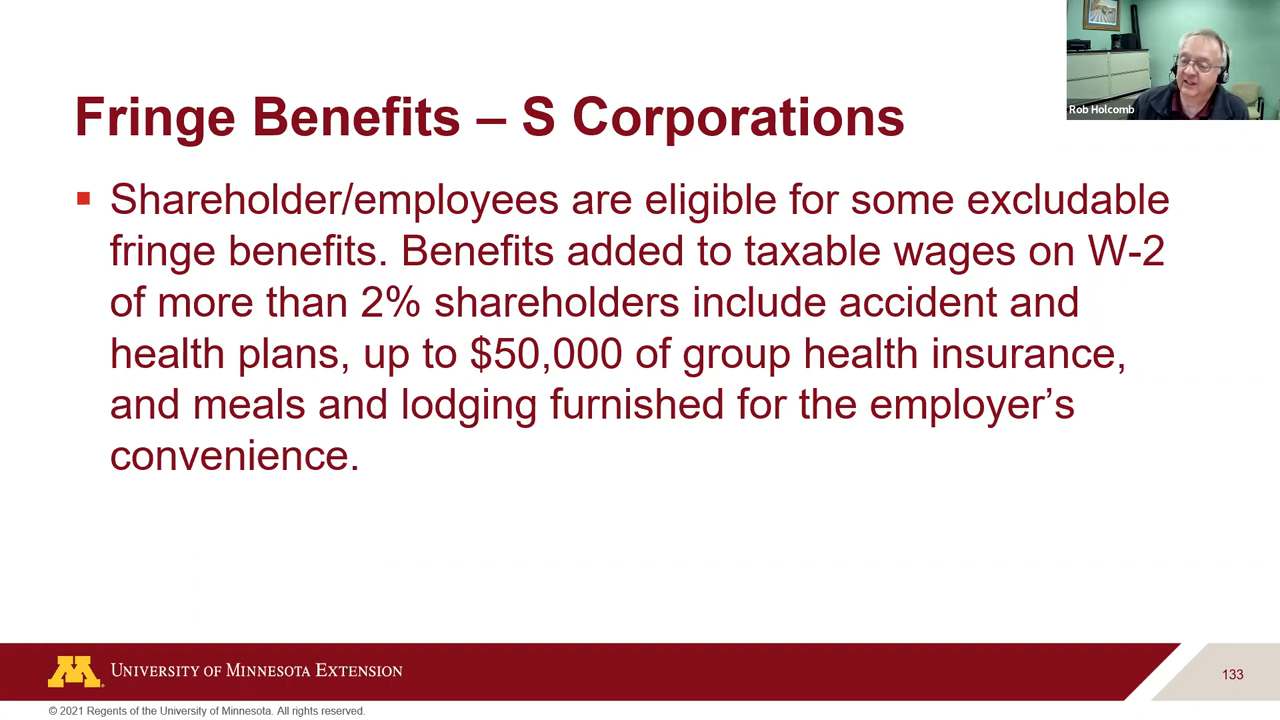 Rob Holcomb
Fringe Benefits – S Corporations
▪ Shareholder/employees are eligible for some excludable
fringe benefits. Benefits added to taxable wages on W-2
of more than 2% shareholders include accident and
health plans, up to $50,000 of group health insurance,
and meals and lodging furnished for the employer’s
convenience.
M
UNIVERSITY OF MINNESOTA EXTENSION
133
© 2021 Regents of the University of Minnesota. All rights reserved.